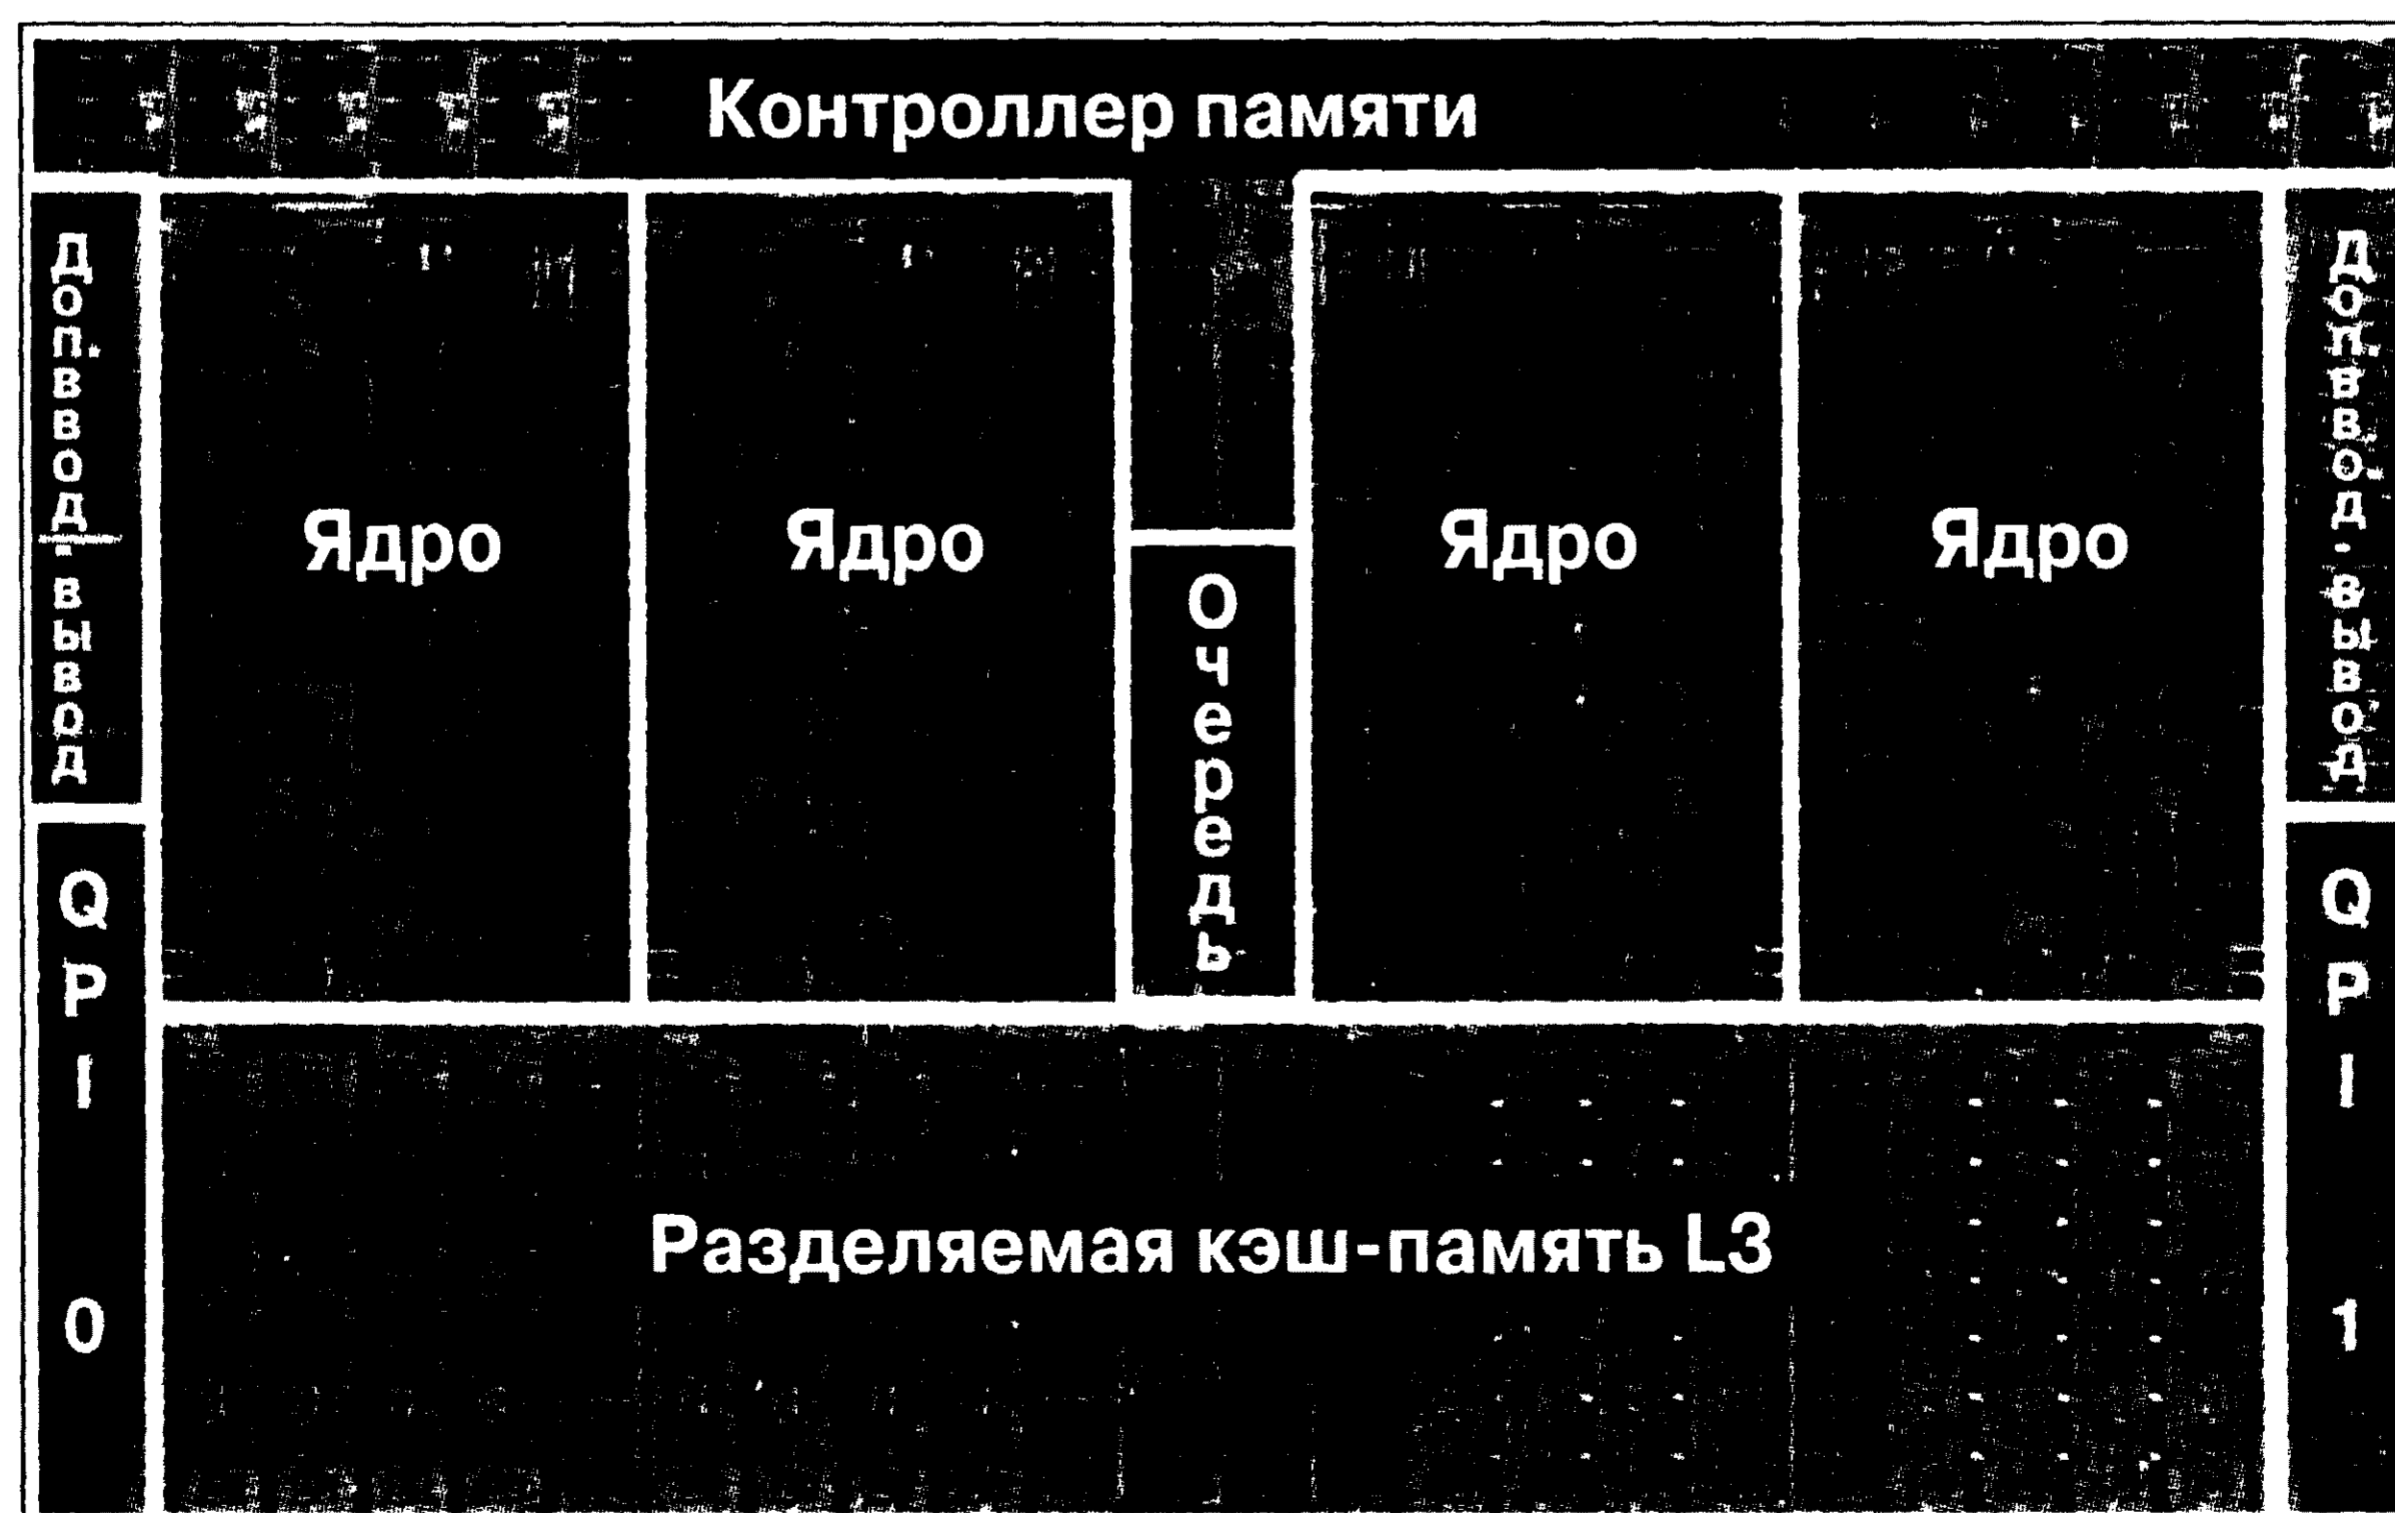 Контроллер памяти
Доп. ввод-вывод
Ядро
Ядро
Очередь
Ядро
Ядро
Доп. ввод-вывод
QPI 0
QPI 1
Разделяемая кэш-память L3